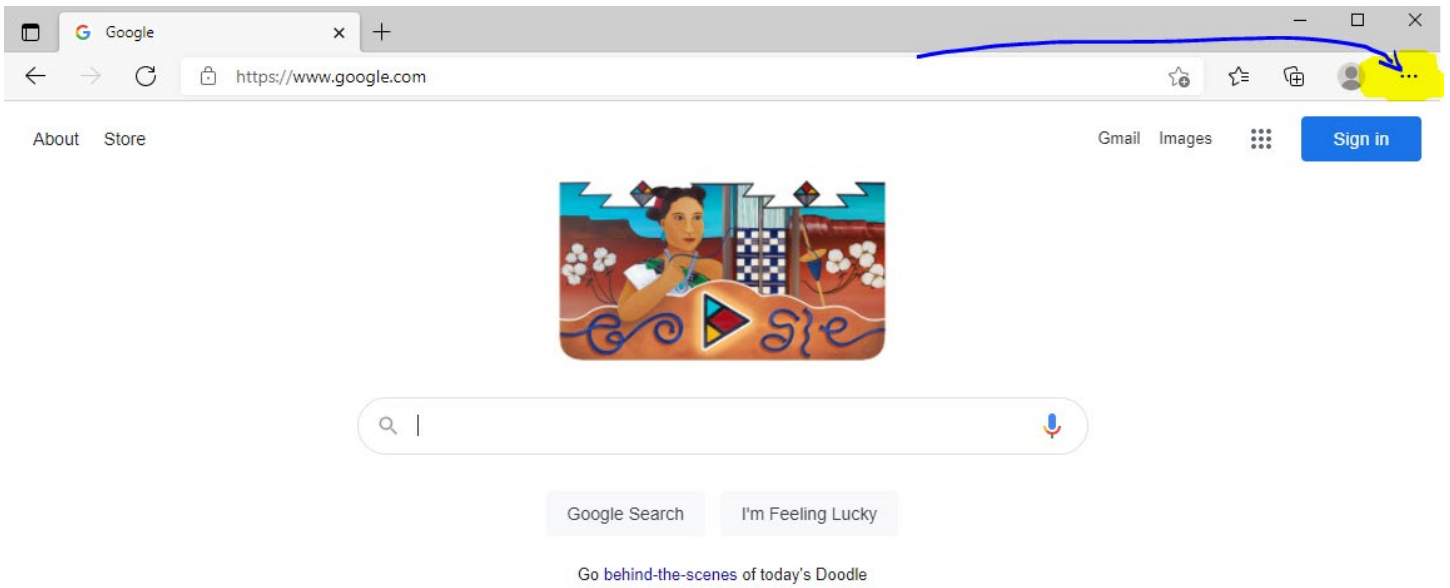 Google
https://www.google.com
About Store Gmail Images Sign in
Google
Google Search I'm Feeling Lucky
Go behind-the-scenes of today's Doodle